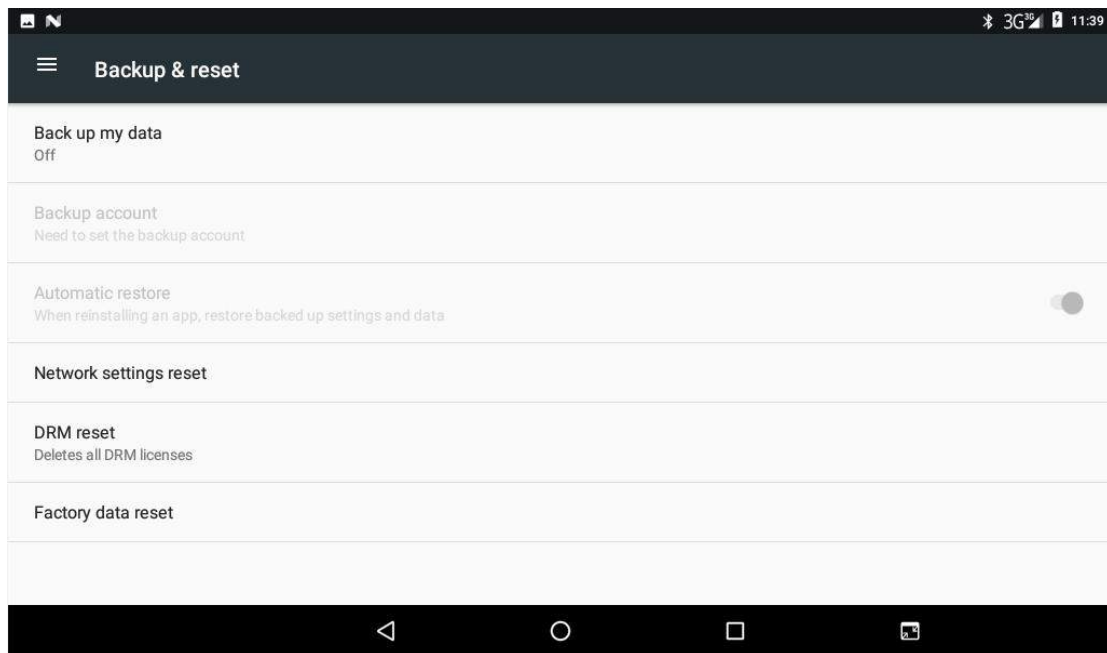 3G 3G 11:39
Backup & reset
Back up my data
Off
Backup account
Need to set the backup account
Automatic restore
When reinstalling an app, restore backed up settings and data
Network settings reset
DRM reset
Deletes all DRM licenses
Factory data reset